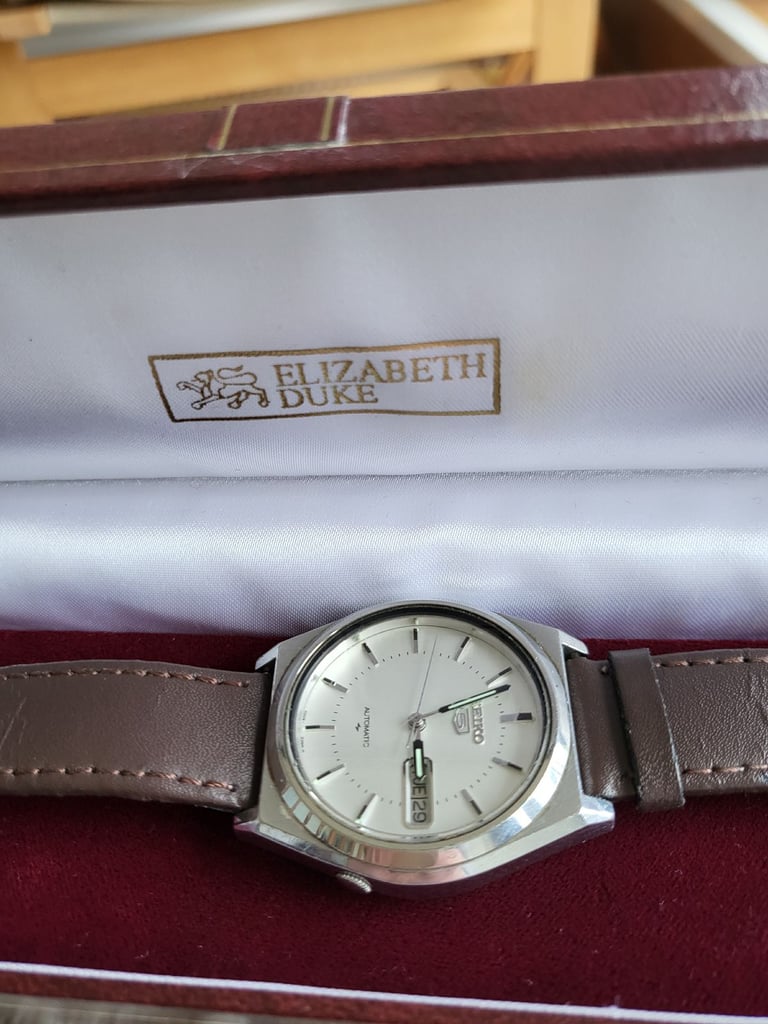 ELIZABETH
DUKE
SEIKO
5
AUTOMATIC
29